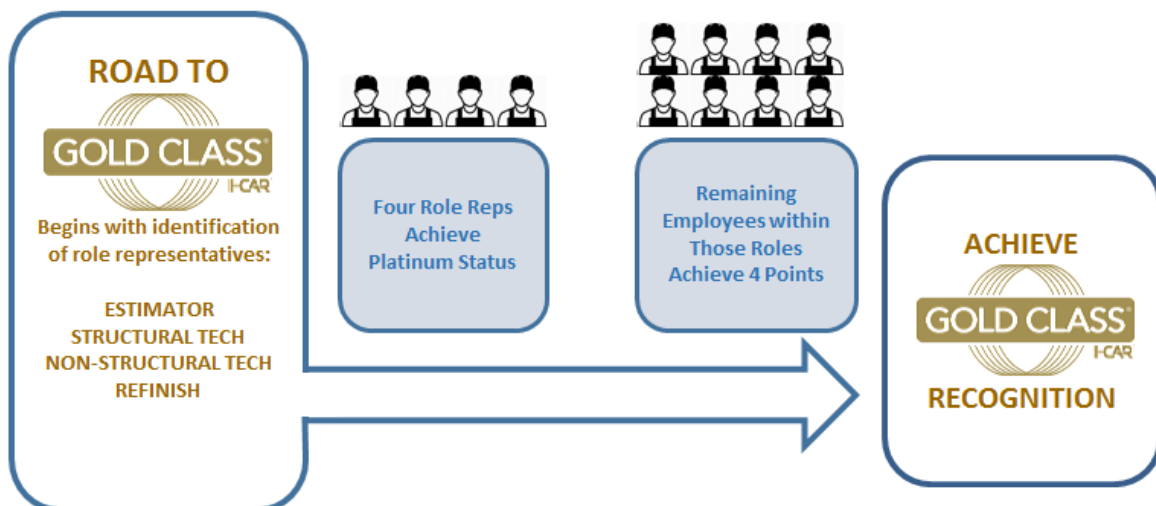 ROAD TO
GOLD CLASS®
I-CAR
Begins with identification
of role representatives:
ESTIMATOR
STRUCTURAL TECH
NON-STRUCTURAL TECH
REFINISH
Four Role Reps
Achieve
Platinum Status
Remaining
Employees within
Those Roles
Achieve 4 Points
ACHIEVE
GOLD CLASS®
I-CAR
RECOGNITION